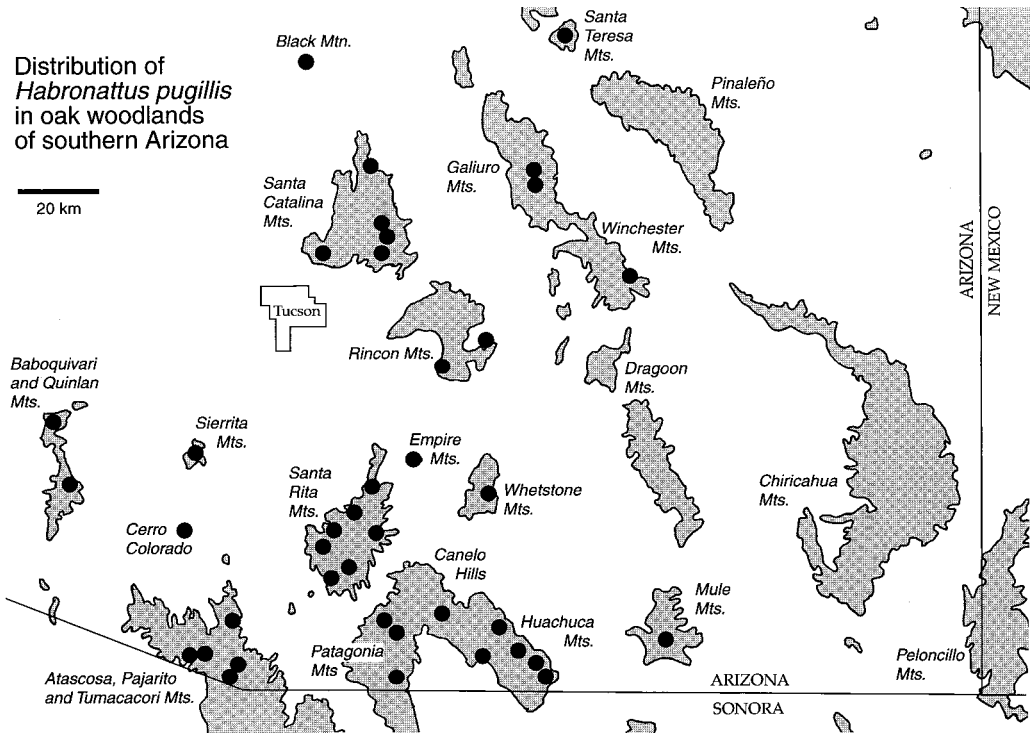 Distribution of
Habronattus pugillis
in oak woodlands
of southern Arizona
20 km
Black Mtn.
Santa
Teresa
Mts.
Pinaleño
Mts.
Galiuro
Mts.
Santa
Catalina
Mts.
Winchester
Mts.
ARIZONA
NEW MEXICO
Tucson
Rincon Mts.
Dragoon
Mts.
Baboquivari
and Quinlan
Mts.
Sierrita
Mts.
Empire
Mts.
Santa
Rita
Mts.
Whetstone
Mts.
Chiricahua
Mts.
Cerro
Colorado
Canelo
Hills
Mule
Mts.
Huachuca
Mts.
Patagonia
Mts
Peloncillo
Mts.
Atascosa, Pajarito
and Tumacacori Mts.
ARIZONA
SONORA